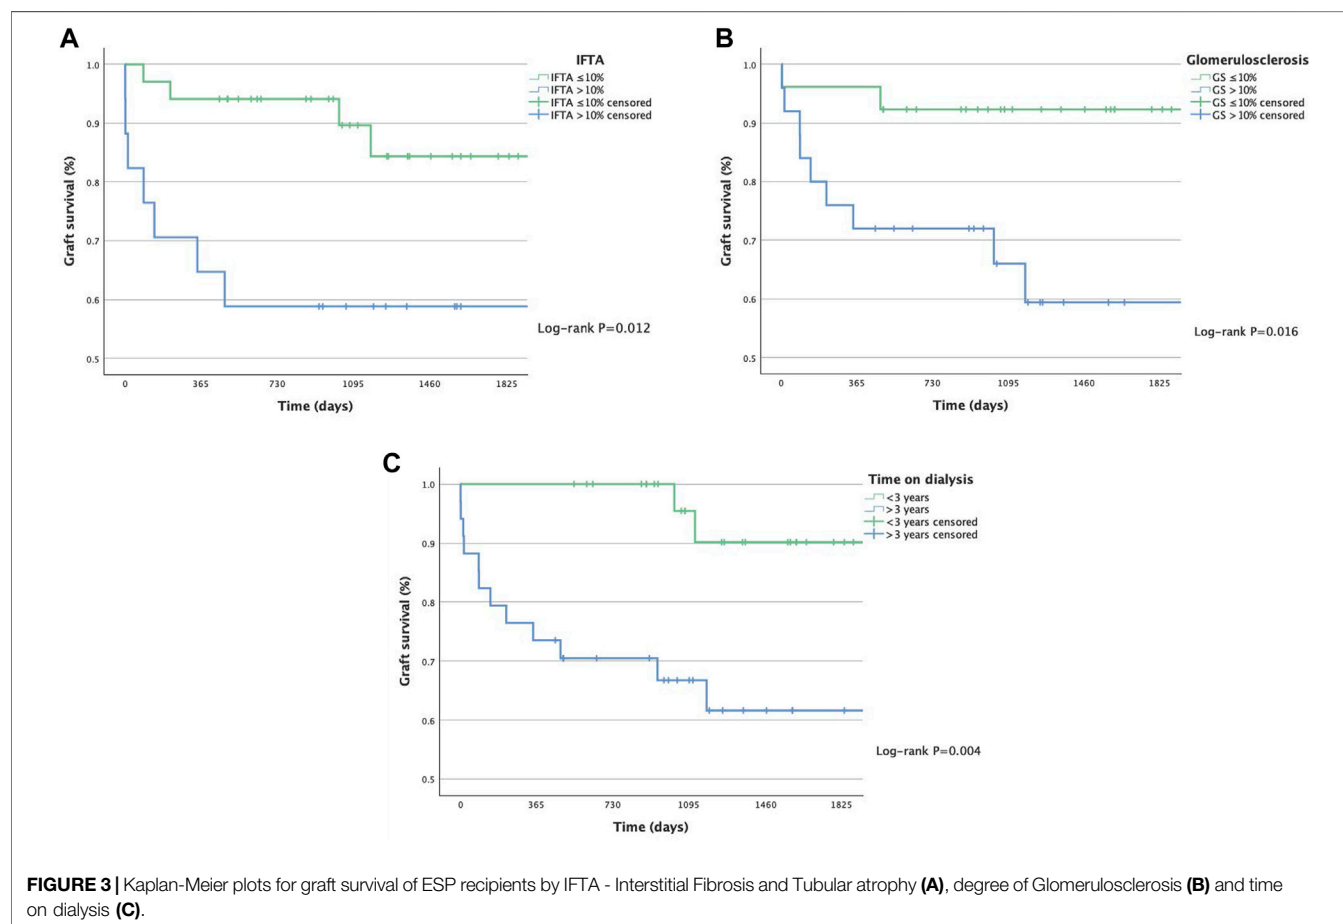 A
IFTA
IFTA ≤10%
IFTA >10%
IFTA ≤10% censored
IFTA >10% censored
Graft survival (%)
1.0
0.9
0.8
0.7
0.6
0.5
Log-rank P=0.012
0 365 730 1095 1460 1825
Time (days)
B
Glomerulosclerosis
GS ≤10%
GS >10%
GS ≤10% censored
GS >10% censored
Graft survival (%)
1.0
0.9
0.8
0.7
0.6
0.5
Log-rank P=0.016
0 365 730 1095 1460 1825
Time (days)
C
Time on dialysis
<3 years
>3 years
<3 years censored
>3 years censored
Graft survival (%)
1.0
0.9
0.8
0.7
0.6
0.5
Log-rank P=0.004
0 365 730 1095 1460 1825
Time (days)
FIGURE 3 | Kaplan-Meier plots for graft survival of ESP recipients by IFTA - Interstitial Fibrosis and Tubular atrophy (A), degree of Glomerulosclerosis (B) and time
on dialysis (C).